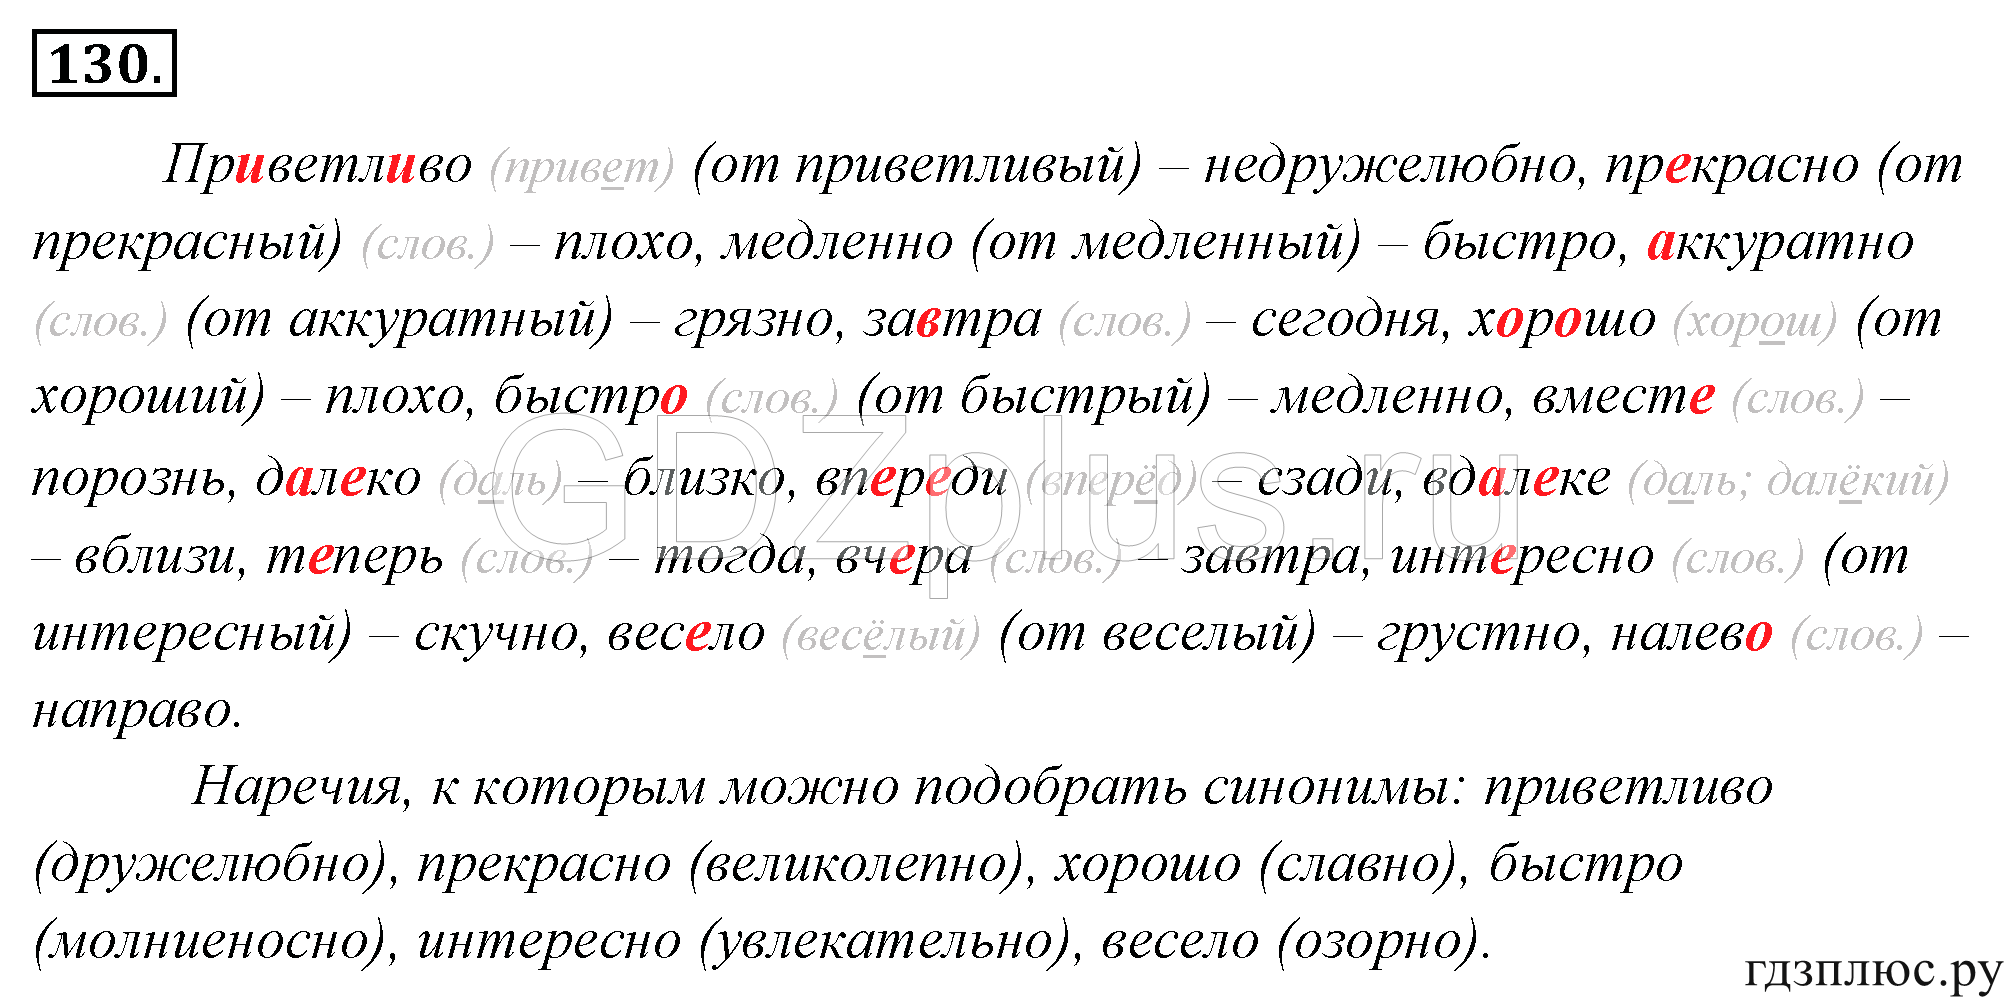 130.
Приветливо (привет) (от приветливый) – недружелюбно, прекрасно (от
прекрасный) (слов.) – плохо, медленно (от медленный) – быстро, аккуратно
(слов.) (от аккуратный) – грязно, завтра (слов.) – сегодня, хорошо (хорош) (от
хороший) – плохо, быстро (слов.) (от быстрый) – медленно, вместе (слов.) –
порознь, далеко (даль) – близко, впереди (вперёд) – сзади, вдалеке (даль; далёкий)
– вблизи, теперь (слов.) – тогда, вчера (слов.) – завтра, интересно (слов.) (от
интересный) – скучно, весело (весёлый) (от веселый) – грустно, налево (слов.) –
направо.
Наречия, к которым можно подобрать синонимы: приветливо
(дружелюбно), прекрасно (великолепно), хорошо (славно), быстро
(молниеносно), интересно (увлекательно), весело (озорно).
GDZplus.ru
гдзплюс.ру